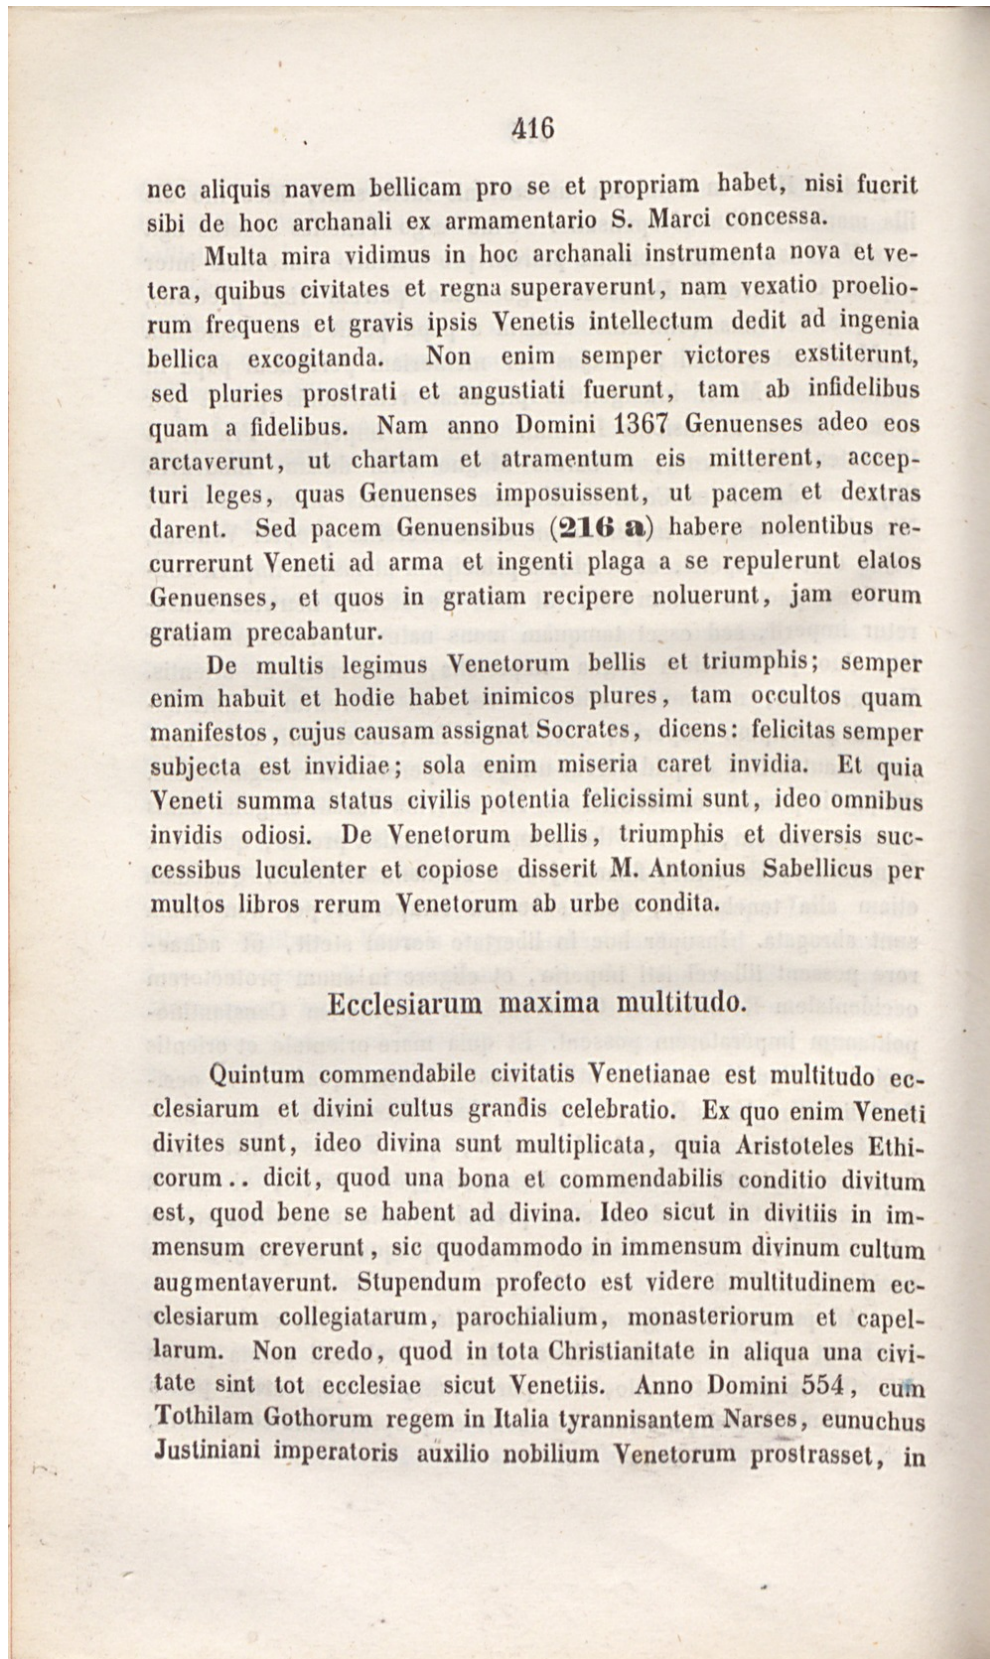 416
nec aliquis navem bellicam pro se et propriam habet, nisi fuerit
sibi de hoc archanali ex armamentario S. Marci concessa.
Multa mira vidimus in hoc archanali instrumenta nova et ve-
tera, quibus civitates et regna superaverunt, nam vexatio proelio-
rum frequens et gravis ipsis Venetis intellectum dedit ad ingenia
bellica excogitanda. Non enim semper victores exstiterunt,
sed pluries prostrati et angustiati fuerunt, tam ab infidelibus
quam a fidelibus. Nam anno Domini 1367 Genuenses adeo eos
arctaverunt, ut chartam et atramentum eis mitterent, accep-
turi leges, quas Genuenses imposuissent, ut pacem et dextras
darent. Sed pacem Genuensibus (216 a) habere nolentibus re-
currerunt Veneti ad arma et ingenti plaga a se repulerunt elatos
Genuenses, et quos in gratiam recipere noluerunt, jam eorum
gratiam precabantur.
De multis legimus Venetorum bellis et triumphis; semper
enim habuit et hodie habet inimicos plures, tam occultos quam
manifestos, cujus causam assignat Socrates, dicens: felicitas semper
subjecta est invidiae; sola enim miseria caret invidia. Et quia
Veneti summa status civilis potentia felicissimi sunt, ideo omnibus
invidis odiosi. De Venetorum bellis, triumphis et diversis suc-
cessibus luculenter et copiose disserit M. Antonius Sabellicus per
multos libros rerum Venetorum ab urbe condita.
Ecclesiarum maxima multitudo.
Quintum commendabile civitatis Venetianae est multitudo ec-
clesiarum et divini cultus grandis celebratio. Ex quo enim Veneti
divites sunt, ideo divina sunt multiplicata, quia Aristoteles Ethi-
corum.. dicit, quod una bona et commendabilis conditio divitum
est, quod bene se habent ad divina. Ideo sicut in divitiis in im-
mensum creverunt, sic quodammodo in immensum divinum cultum
augmentaverunt. Stupendum profecto est videre multitudinem ec-
clesiarum collegiatarum, parochialium, monasteriorum et capel-
larum. Non credo, quod in tota Christianitate in aliqua una civi-
tate sint tot ecclesiae sicut Venetiis. Anno Domini 554, cum
Tothilam Gothorum regem in Italia tyrannisantem Narses, eunuchus
Justiniani imperatoris auxilio nobilium Venetorum prostrasset, in